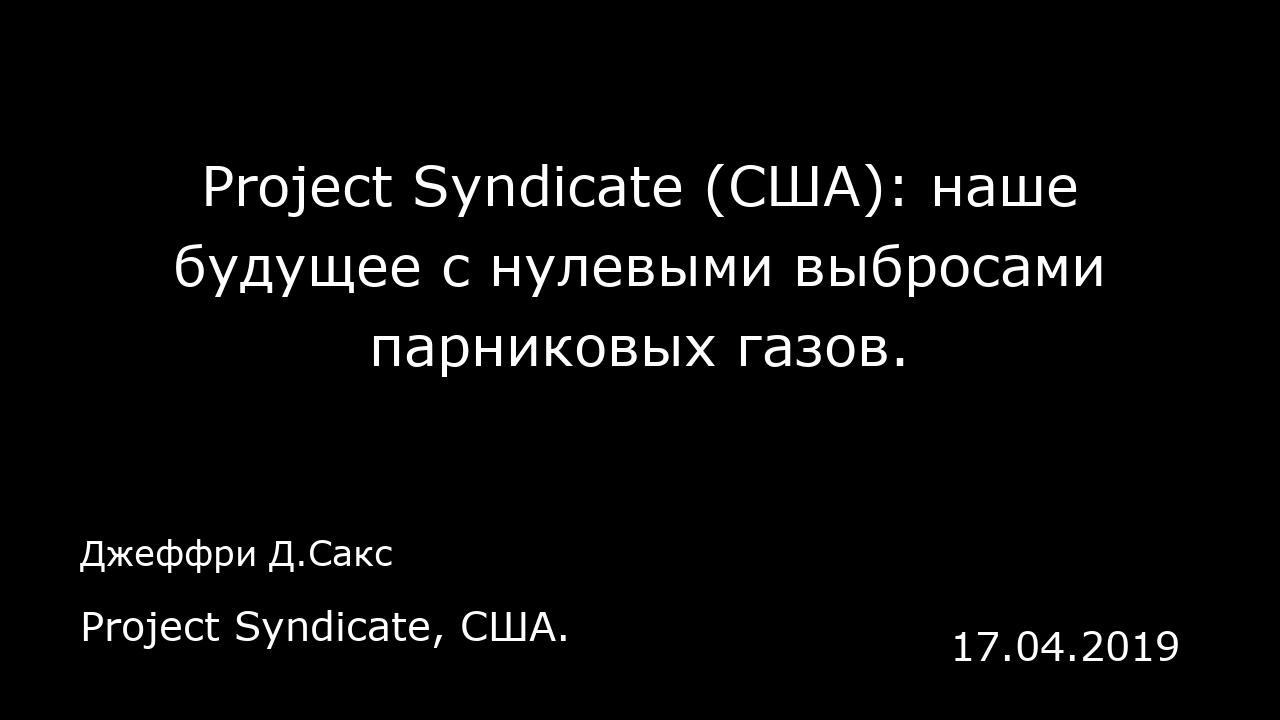 Project Syndicate (США): наше
будущее с нулевыми выбросами
парниковых газов.
Джеффри Д.Сакс
Project Syndicate, США.
17.04.2019